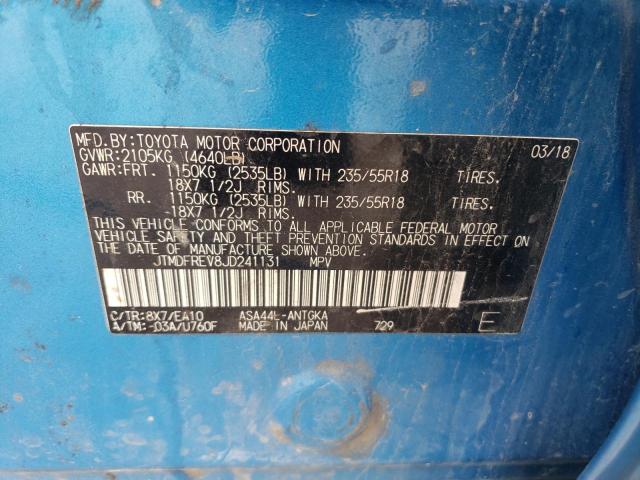 MFD.BY:TOYOTA MOTOR CORPORATION 03/18
GVWR:2105KG (4640LB)
GAWR:FRT. 1150KG (2535LB) WITH 235/55R18 TIRES.
18X7 1/2J RIMS.
RR. 1150KG (2535LB) WITH 235/55R18 TIRES.
18X7 1/2J RIMS.
THIS VEHICLE CONFORMS TO ALL APPLICABLE FEDERAL MOTOR
VEHICLE SAFETY AND THEFT PREVENTION STANDARDS IN EFFECT
ON THE DATE OF MANUFACTURE SHOWN ABOVE.
JTMDFREV8JD241131 MPV
C/TR:8X7/EA10 ASA44L-ANTGKA
A/TM:-03A/U760F MADE IN JAPAN 729 E